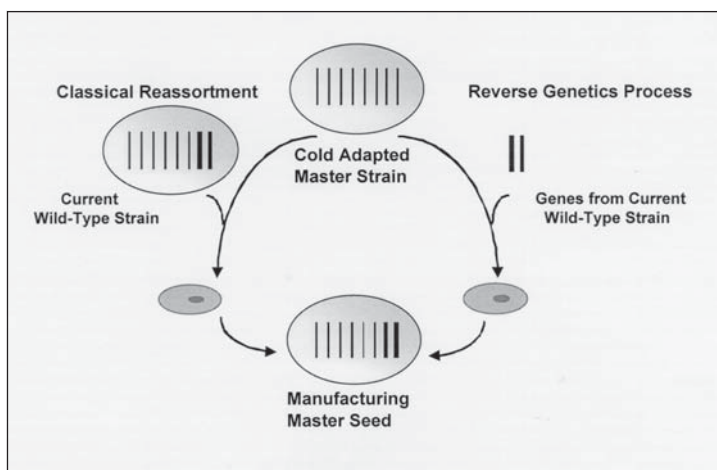 Classical Reassortment
Reverse Genetics Process
Cold Adapted
Master Strain
Current
Wild-Type Strain
Genes from Current
Wild-Type Strain
Manufacturing
Master Seed